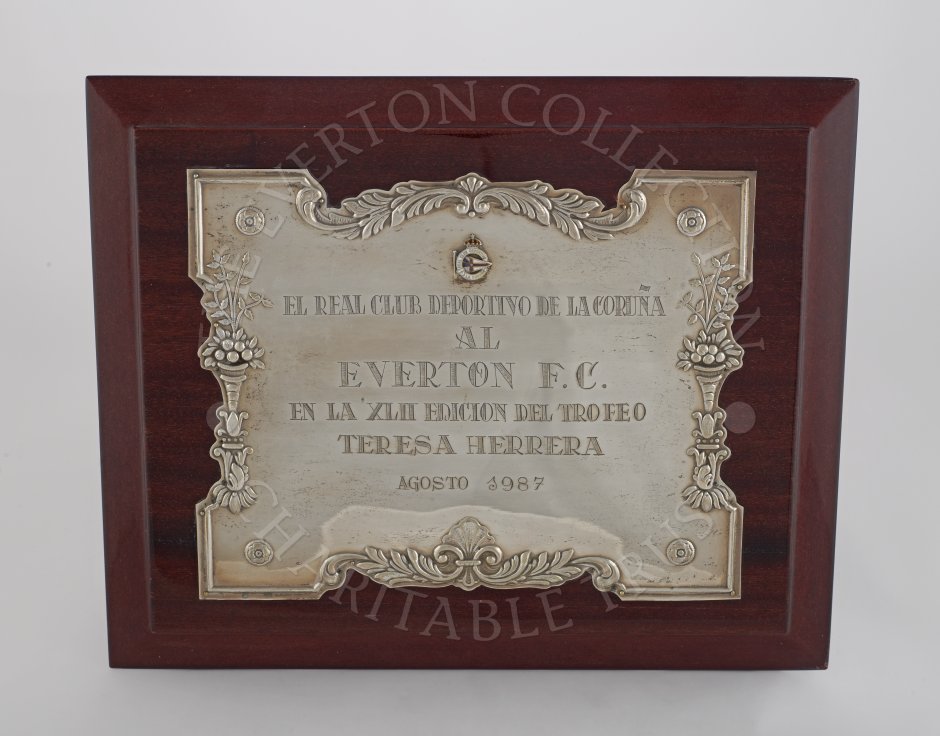 EL REAL CLUB DEPORTIVO DE LA CORUÑA
AL
EVERTON F.C.
EN LA XLII EDICION DEL TROFEO
TERESA HERRERA
AGOSTO 1987
THE EVERTON COLLECTION
CHARITABLE TRUST